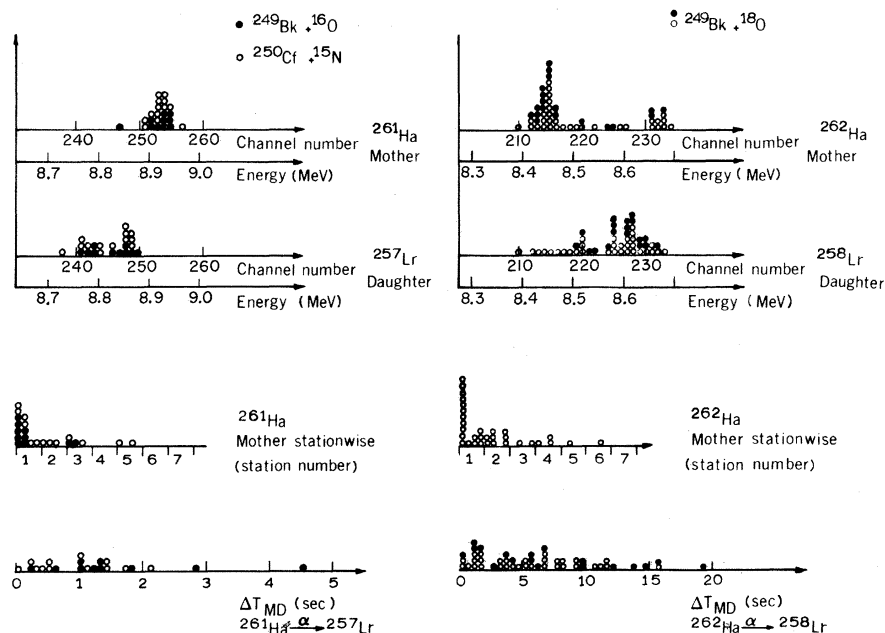 ● ²⁴⁹Bk + ¹⁶O
○ ²⁵⁰Cf + ¹⁵N
240 250 260 Channel number
²⁶¹Ha
Mother
8.7 8.8 8.9 9.0 Energy (MeV)
240 250 260 Channel number
²⁵⁷Lr
Daughter
8.7 8.8 8.9 9.0 Energy (MeV)
²⁶¹Ha
Mother stationwise
(station number)
1 2 3 4 5 6 7
0 1 2 3 4 5
ΔT_MD (sec)
²⁶¹Ha α→ ²⁵⁷Lr
●
○ ²⁴⁹Bk + ¹⁸O
210 220 230 Channel number
²⁶²Ha
Mother
8.3 8.4 8.5 8.6 Energy (MeV)
210 220 230 Channel number
²⁵⁸Lr
Daughter
8.3 8.4 8.5 8.6 Energy (MeV)
²⁶²Ha
Mother stationwise
(station number)
1 2 3 4 5 6 7
0 5 10 15 20
ΔT_MD (sec)
²⁶²Ha α→ ²⁵⁸Lr